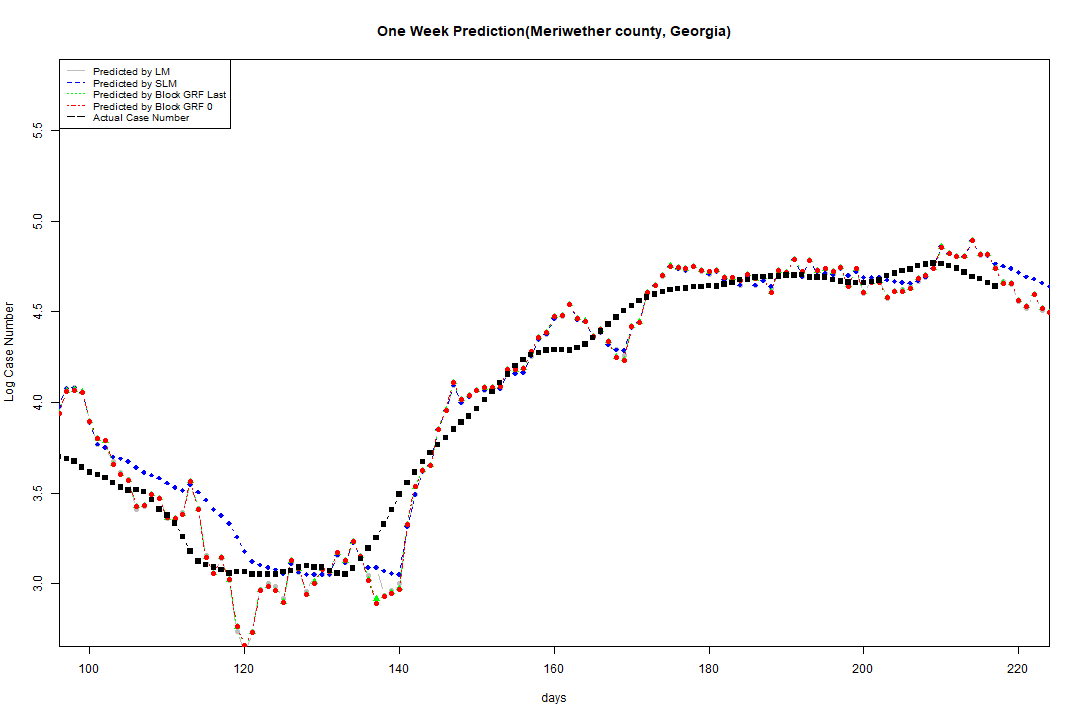 One Week Prediction(Meriwether county, Georgia)
Predicted by LM
Predicted by SLM
Predicted by Block GRF Last
Predicted by Block GRF 0
Actual Case Number
5.5
5.0
4.5
4.0
3.5
3.0
Log Case Number
100 120 140 160 180 200 220
days